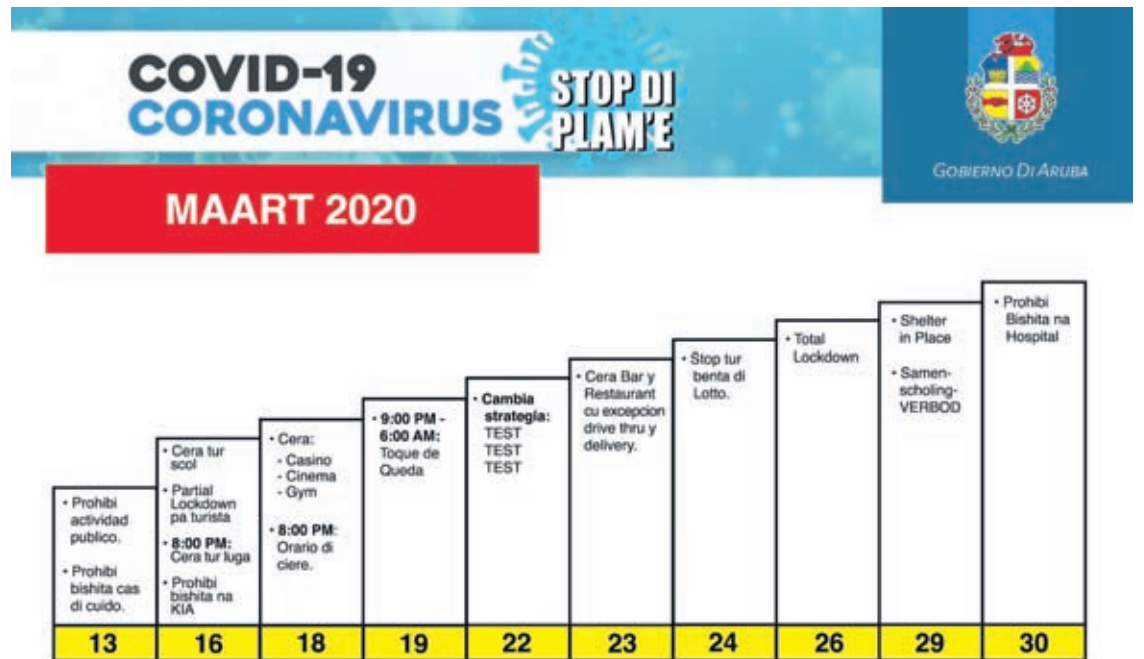 COVID-19
CORONAVIRUS
STOP DI
PLAM'E
GOBIERNO DI ARUBA
MAART 2020
• Prohibi
actividad
publico.
• Prohibi
bishita cas
di cuido.
13
• Cera tur
scol
• Partial
Lockdown
pa turista
• 8:00 PM:
Cera tur luga
• Prohibi
bishita na
KIA
16
• Cera:
- Casino
- Cinema
- Gym
• 8:00 PM:
Orario di
ciere.
18
• 9:00 PM -
6:00 AM:
Toque de
Queda
19
• Cambia
strategia:
TEST
TEST
TEST
22
• Cera Bar y
Restaurant
cu excepcion
drive thru y
delivery.
23
• Stop tur
benta di
Lotto.
24
• Total
Lockdown
26
• Shelter
in Place
• Samen-
scholing-
VERBOD
29
• Prohibi
Bishita na
Hospital
30